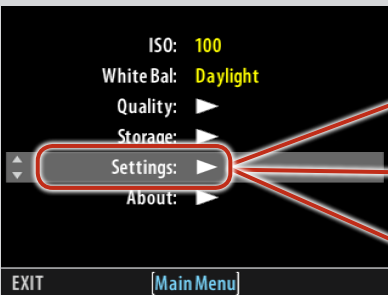 ISO: 100
White Bal: Daylight
Quality:
Storage:
Settings:
About:
EXIT [Main Menu]